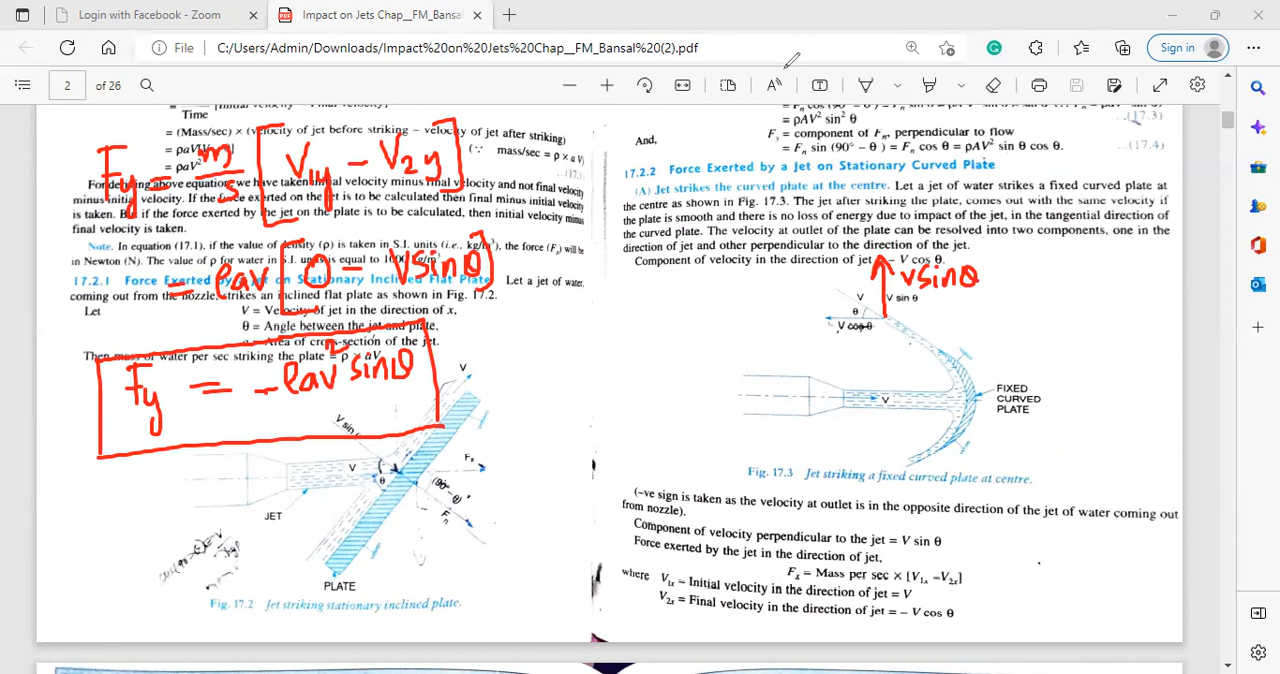 Login with Facebook - Zoom
Impact on Jets Chap__FM_Bansal
File
C:/Users/Admin/Downloads/Impact%20on%20Jets%20Chap__FM_Bansal%20(2).pdf
Sign in
2 of 26
Time
= (Mass/sec) × (velocity of jet before striking – velocity of jet after striking)
(∵ mass/sec = ρ × aV)
= ρaV²
For deriving above equation, we have taken initial velocity minus final velocity and not final velocity
minus initial velocity. If the force exerted on the jet is to be calculated then final minus initial velocity
is taken. But if the force exerted by the jet on the plate is to be calculated, then initial velocity minus
final velocity is taken.
Note. In equation (17.1), if the value of density (ρ) is taken in S.I. units (i.e., kg/m³), the force (Fx) will be
in Newton (N). The value of ρ for water in S.I. units is equal to 1000 kg/m³.
17.2.1 Force Exerted by a Jet on Stationary Inclined Flat Plate Let a jet of water,
coming out from the nozzle, strikes an inclined flat plate as shown in Fig. 17.2.
Let V = Velocity of jet in the direction of x,
θ = Angle between the jet and plate,
a = Area of cross-section of the jet.
Then mass of water per sec striking the plate = ρ × aV
Fy = m/s [V1y – V2y]
= ρav [0 – Vsinθ]
Fy = –ρav² sinθ
V
V
θ
Fx
(90° – θ)
Fn
JET
PLATE
Fig. 17.2 Jet striking stationary inclined plate.
= ρAV² sin² θ
...(17.3)
And, Fy = component of Fn, perpendicular to flow
= Fn sin (90° – θ) = Fn cos θ = ρAV² sin θ cos θ. ...(17.4)
17.2.2 Force Exerted by a Jet on Stationary Curved Plate
(A) Jet strikes the curved plate at the centre. Let a jet of water strikes a fixed curved plate at
the centre as shown in Fig. 17.3. The jet after striking the plate, comes out with the same velocity if
the plate is smooth and there is no loss of energy due to impact of the jet, in the tangential direction of
the curved plate. The velocity at outlet of the plate can be resolved into two components, one in the
direction of jet and other perpendicular to the direction of the jet.
Component of velocity in the direction of jet = – V cos θ.
vsinθ
V
V sin θ
θ
V cos θ
V
FIXED
CURVED
PLATE
Fig. 17.3 Jet striking a fixed curved plate at centre.
(–ve sign is taken as the velocity at outlet is in the opposite direction of the jet of water coming out
from nozzle).
Component of velocity perpendicular to the jet = V sin θ
Force exerted by the jet in the direction of jet,
Fx = Mass per sec × [V1x – V2x]
where V1x = Initial velocity in the direction of jet = V
V2x = Final velocity in the direction of jet = – V cos θ